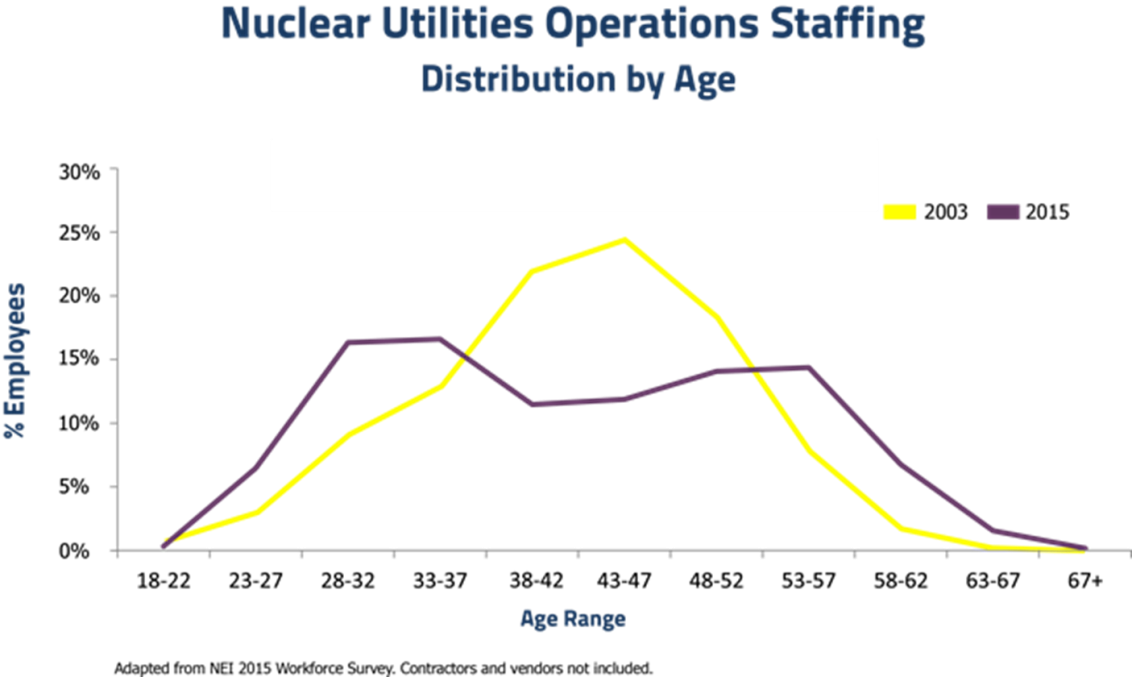 Nuclear Utilities Operations Staffing
Distribution by Age
30%
25%
20%
15%
10%
5%
0%
% Employees
2003
2015
18-22 23-27 28-32 33-37 38-42 43-47 48-52 53-57 58-62 63-67 67+
Age Range
Adapted from NEI 2015 Workforce Survey. Contractors and vendors not included.